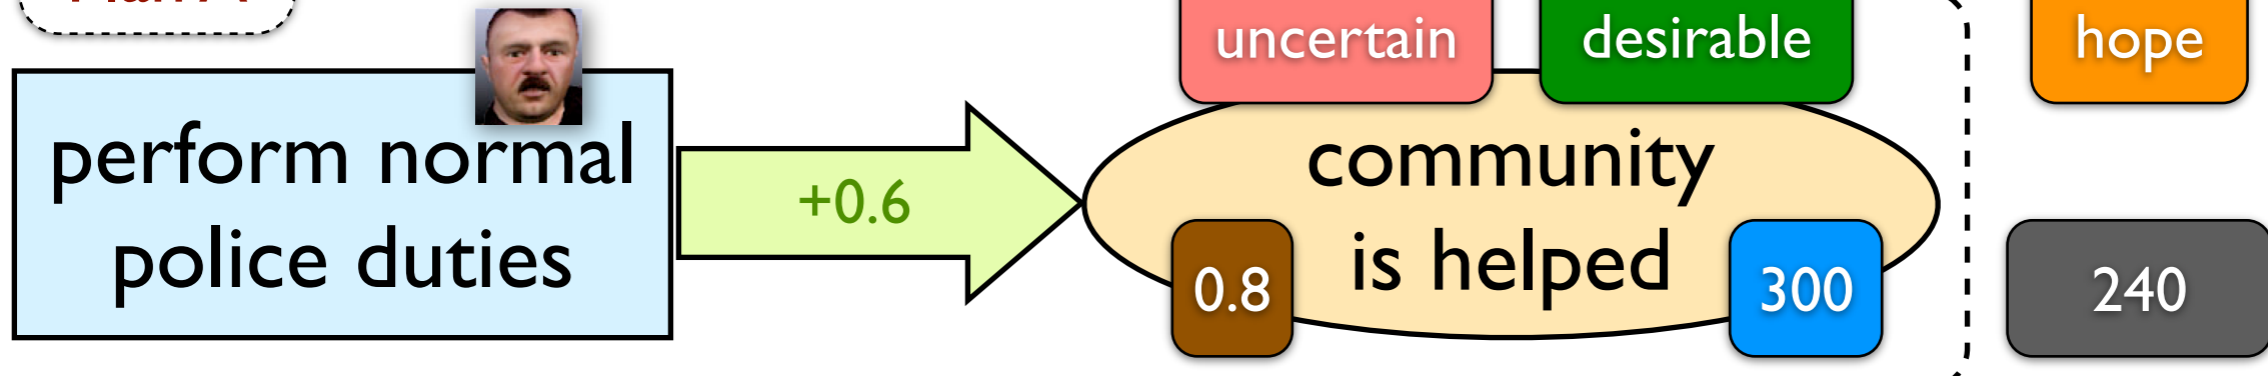 uncertain
desirable
hope
perform normal
police duties
+0.6
community
is helped
0.8
300
240